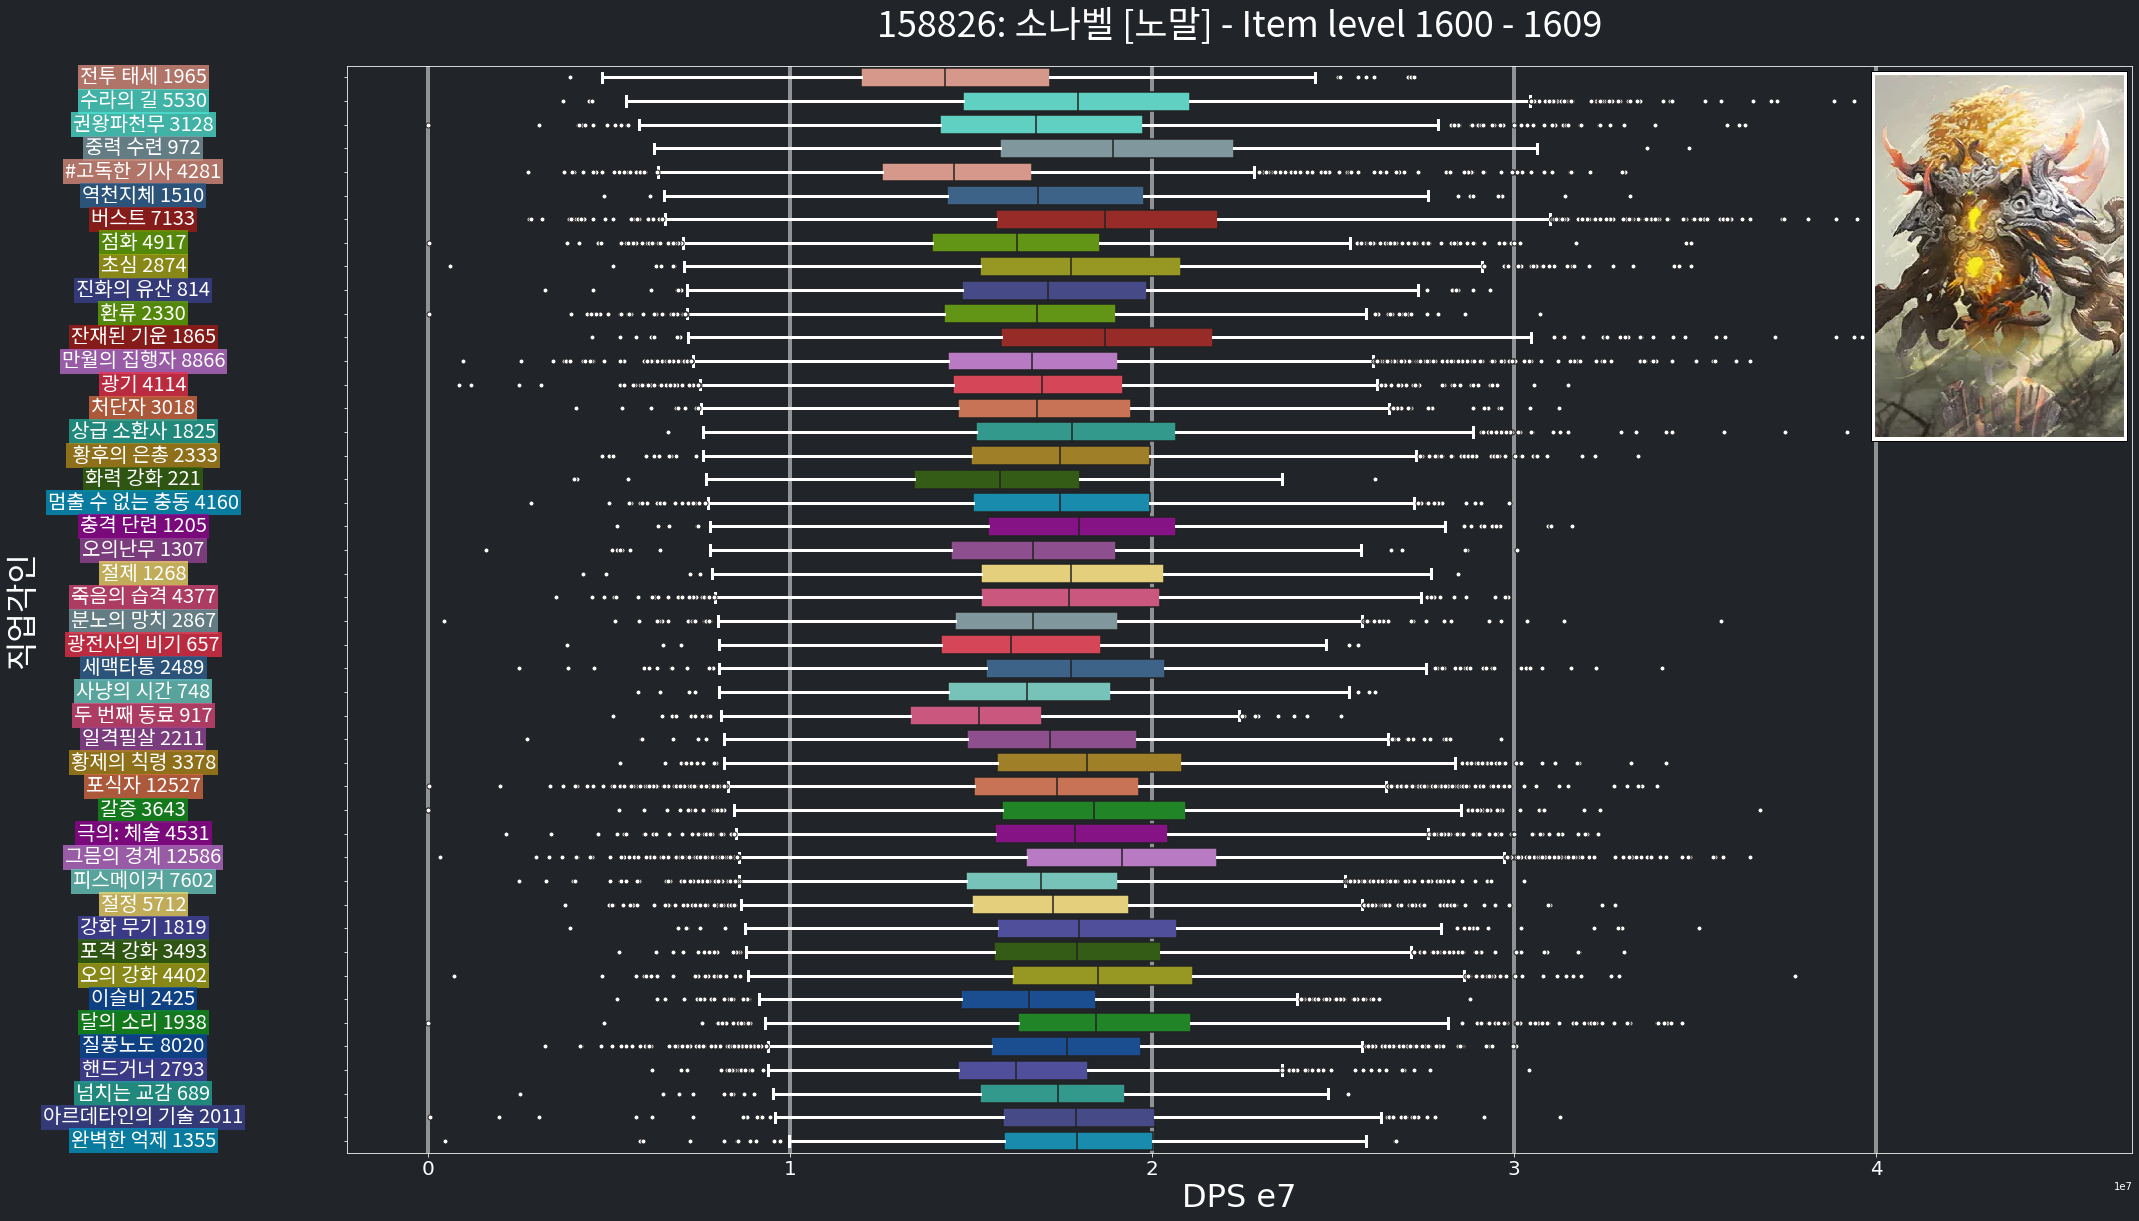 158826: 소나벨 [노말] - Item level 1600 - 1609
전투 태세 1965
수라의 길 5530
권왕파천무 3128
중력 수련 972
#고독한 기사 4281
역천지체 1510
버스트 7133
점화 4917
초심 2874
진화의 유산 814
환류 2330
잔재된 기운 1865
만월의 집행자 8866
광기 4114
처단자 3018
상급 소환사 1825
황후의 은총 2333
화력 강화 221
멈출 수 없는 충동 4160
충격 단련 1205
오의난무 1307
절제 1268
죽음의 습격 4377
분노의 망치 2867
광전사의 비기 657
세맥타통 2489
사냥의 시간 748
두 번째 동료 917
일격필살 2211
황제의 칙령 3378
포식자 12527
갈증 3643
극의: 체술 4531
그믐의 경계 12586
피스메이커 7602
절정 5712
강화 무기 1819
포격 강화 3493
오의 강화 4402
이슬비 2425
달의 소리 1938
질풍노도 8020
핸드거너 2793
넘치는 교감 689
아르데타인의 기술 2011
완벽한 억제 1355
직업각인
0 1 2 3 4
DPS e7
1e7